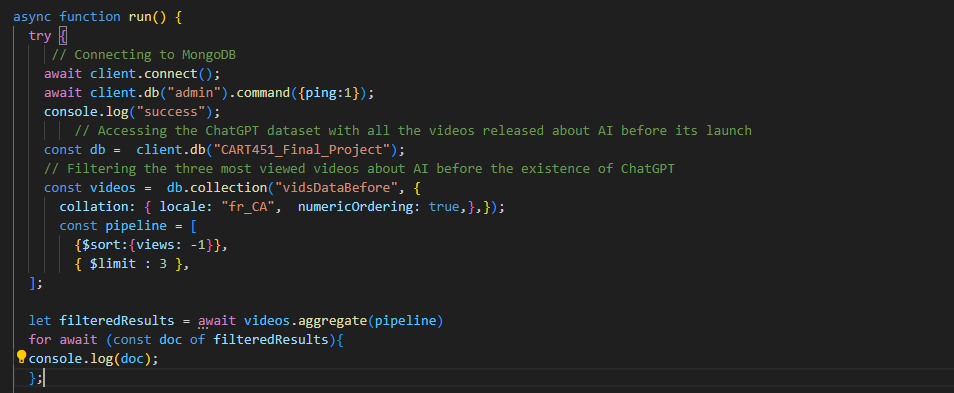 async function run() {
try {
// Connecting to MongoDB
await client.connect();
await client.db("admin").command({ping:1});
console.log("success");
// Accessing the ChatGPT dataset with all the videos released about AI before its launch
const db =  client.db("CART451_Final_Project");
// Filtering the three most viewed videos about AI before the existence of ChatGPT
const videos =  db.collection("vidsDataBefore", {
collation: { locale: "fr_CA",  numericOrdering: true,},});
const pipeline = [
{$sort:{views: -1}},
{ $limit : 3 },
];
let filteredResults = await videos.aggregate(pipeline)
for await (const doc of filteredResults){
console.log(doc);
};